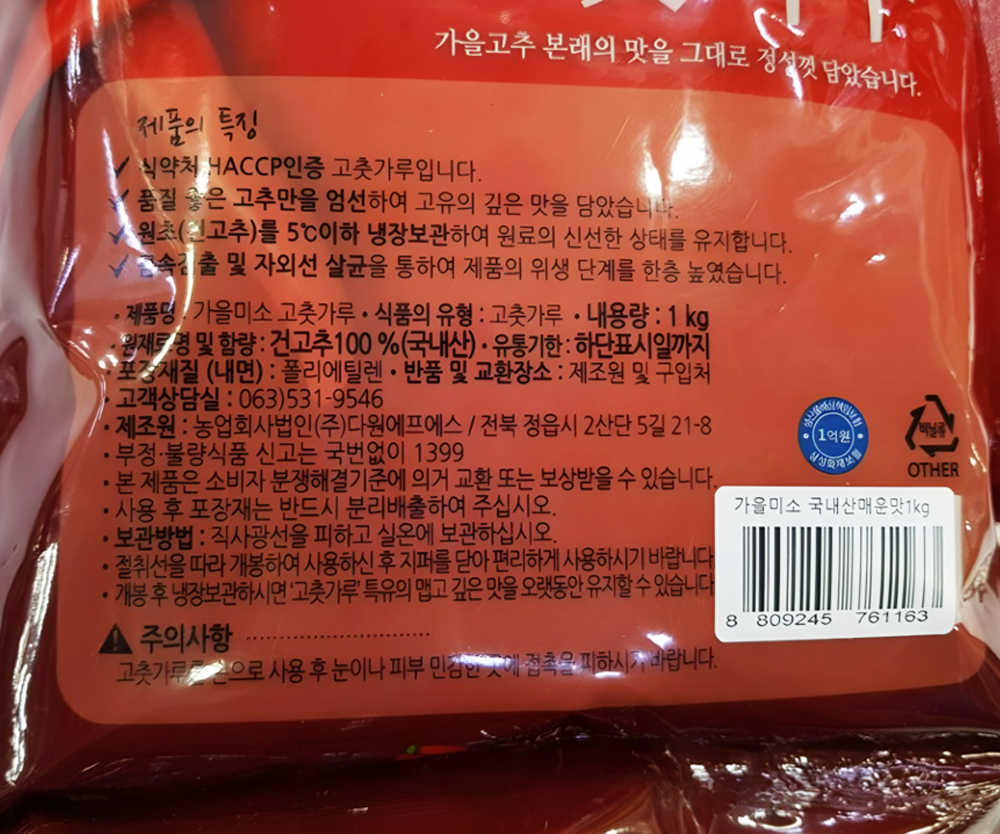 가을고추 본래의 맛을 그대로 정성껏 담았습니다.
제품의 특징
✓ 식약처 HACCP인증 고춧가루입니다.
✓ 품질 좋은 고추만을 엄선하여 고유의 깊은 맛을 담았습니다.
✓ 원초(건고추)를 5℃이하 냉장보관하여 원료의 신선한 상태를 유지합니다.
✓ 금속검출 및 자외선 살균을 통하여 제품의 위생 단계를 한층 높였습니다.
· 제품명 : 가을미소 고춧가루 · 식품의 유형 : 고춧가루 · 내용량 : 1 kg
· 원재료명 및 함량 : 건고추100 %(국내산) · 유통기한 : 하단표시일까지
· 포장재질 (내면) : 폴리에틸렌 · 반품 및 교환장소 : 제조원 및 구입처
· 고객상담실 : 063)531-9546
· 제조원 : 농업회사법인(주)다원에프에스 / 전북 정읍시 2산단 5길 21-8
· 부정·불량식품 신고는 국번없이 1399
· 본 제품은 소비자 분쟁해결기준에 의거 교환 또는 보상받을 수 있습니다.
· 사용 후 포장재는 반드시 분리배출하여 주십시오.
· 보관방법 : 직사광선을 피하고 실온에 보관하십시오.
· 절취선을 따라 개봉하여 사용하신 후 지퍼를 닫아 편리하게 사용하시기 바랍니다
· 개봉 후 냉장보관하시면 '고춧가루' 특유의 맵고 깊은 맛을 오랫동안 유지할 수 있습니다
주의사항
고춧가루를 손으로 사용 후 눈이나 피부 민감한 곳에 접촉을 피하시기 바랍니다.
1억원
비닐류
OTHER
가을미소 국내산매운맛1kg
8 809245 761163